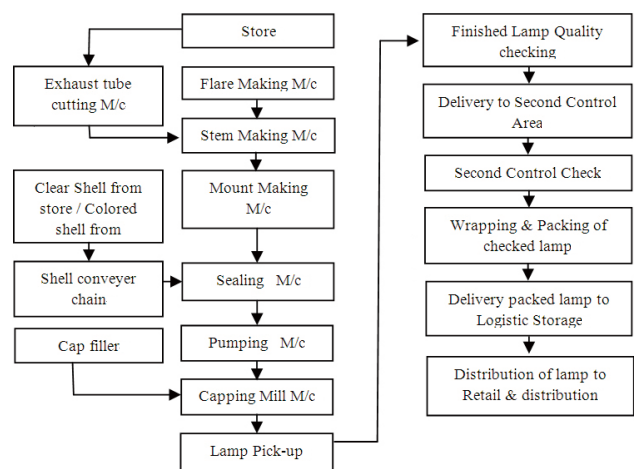 Store
Exhaust tube
cutting M/c
Flare Making M/c
Stem Making M/c
Clear Shell from
store / Colored
shell from
Mount Making
M/c
Shell conveyer
chain
Sealing M/c
Cap filler
Pumping M/c
Capping Mill M/c
Lamp Pick-up
Finished Lamp Quality
checking
Delivery to Second Control
Area
Second Control Check
Wrapping & Packing of
checked lamp
Delivery packed lamp to
Logistic Storage
Distribution of lamp to
Retail & distribution